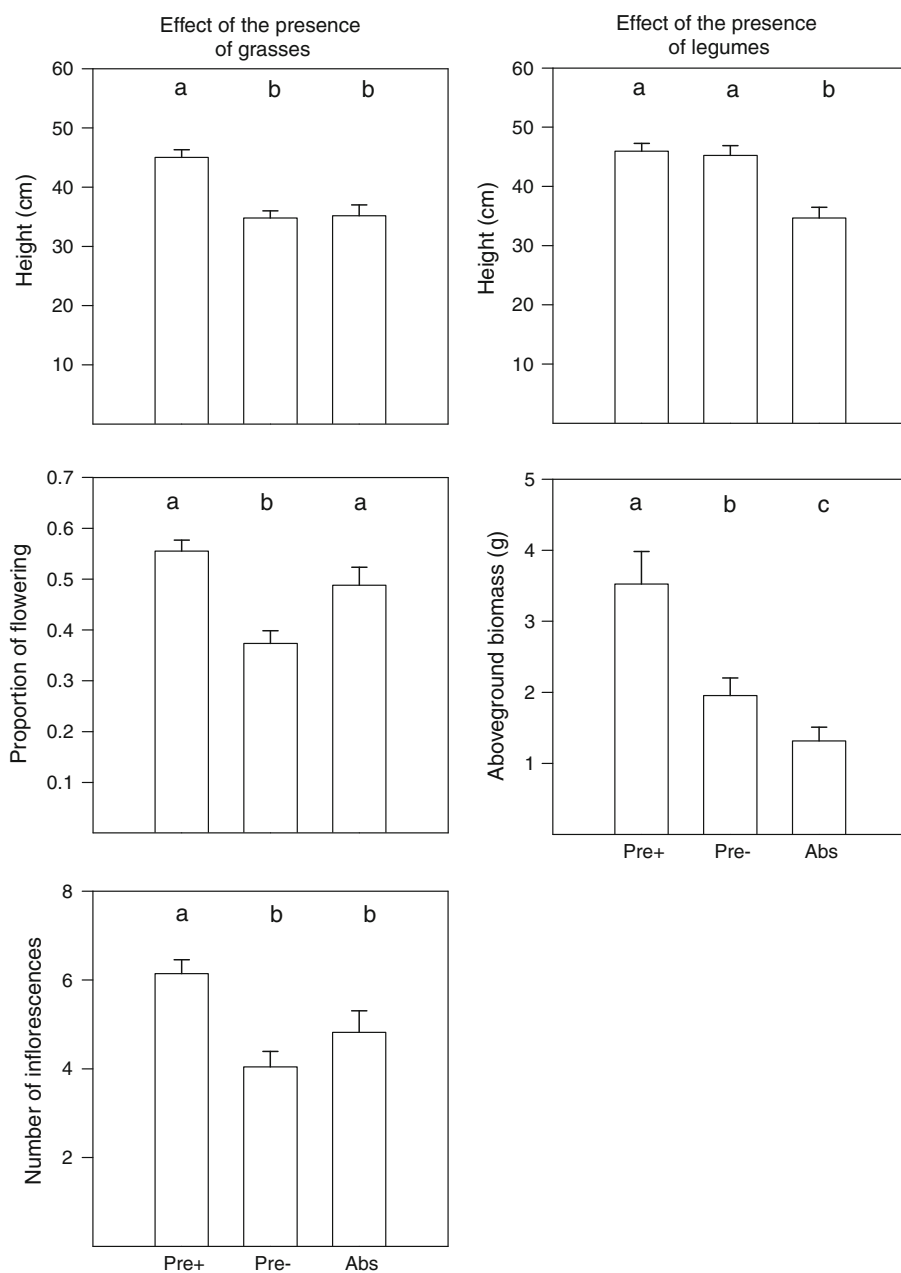 Effect of the presence
of grasses
60
50
40
30
20
10
Height (cm)
a b b
Effect of the presence
of legumes
60
50
40
30
20
10
Height (cm)
a a b
0.7
0.6
0.5
0.4
0.3
0.2
0.1
Proportion of flowering
a b a
5
4
3
2
1
Aboveground biomass (g)
a b c
Pre+ Pre- Abs
8
6
4
2
Number of inflorescences
a b b
Pre+ Pre- Abs